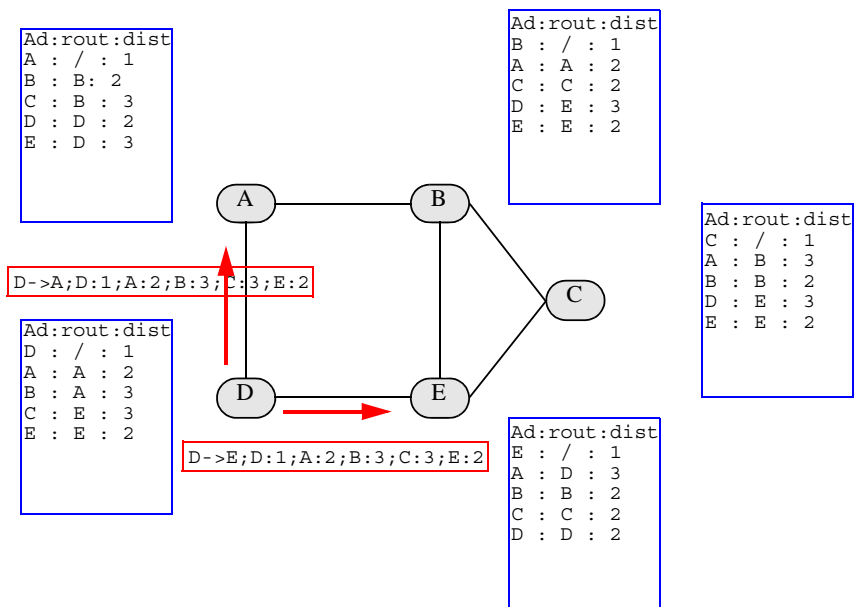 Ad:rout:dist
A : / : 1
B : B: 2
C : B : 3
D : D : 2
E : D : 3
Ad:rout:dist
B : / : 1
A : A : 2
C : C : 2
D : E : 3
E : E : 2
A
B
Ad:rout:dist
C : / : 1
A : B : 3
B : B : 2
D : E : 3
E : E : 2
D->A;D:1;A:2;B:3;C:3;E:2
C
Ad:rout:dist
D : / : 1
A : A : 2
B : A : 3
C : E : 3
E : E : 2
D
E
D->E;D:1;A:2;B:3;C:3;E:2
Ad:rout:dist
E : / : 1
A : D : 3
B : B : 2
C : C : 2
D : D : 2